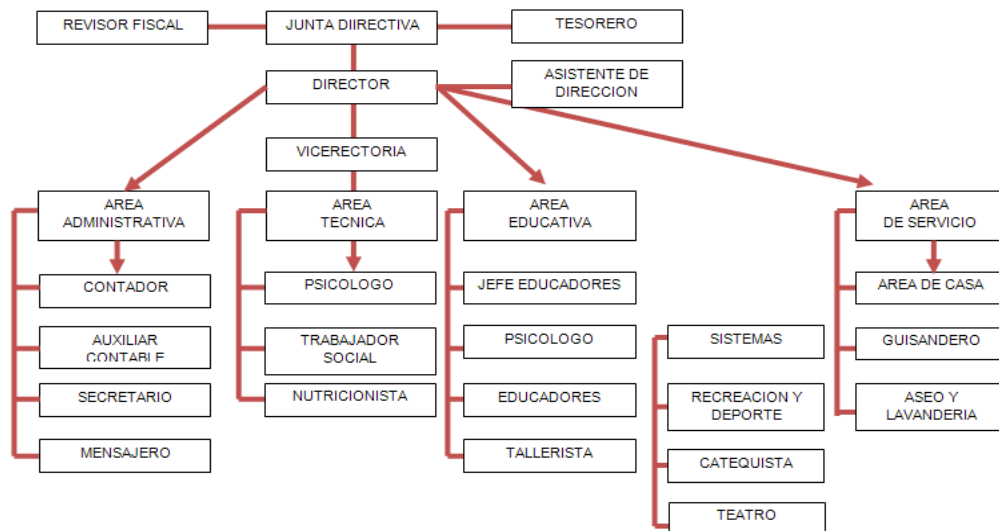 REVISOR FISCAL
JUNTA DIIRECTIVA
TESORERO
DIRECTOR
ASISTENTE DE
DIRECCION
VICERECTORIA
AREA
ADMINISTRATIVA
AREA
TECNICA
AREA
EDUCATIVA
AREA
DE SERVICIO
CONTADOR
PSICOLOGO
JEFE EDUCADORES
AREA DE CASA
AUXILIAR
CONTABLE
TRABAJADOR
SOCIAL
PSICOLOGO
SISTEMAS
GUISANDERO
SECRETARIO
NUTRICIONISTA
EDUCADORES
RECREACION Y
DEPORTE
ASEO Y
LAVANDERIA
MENSAJERO
TALLERISTA
CATEQUISTA
TEATRO